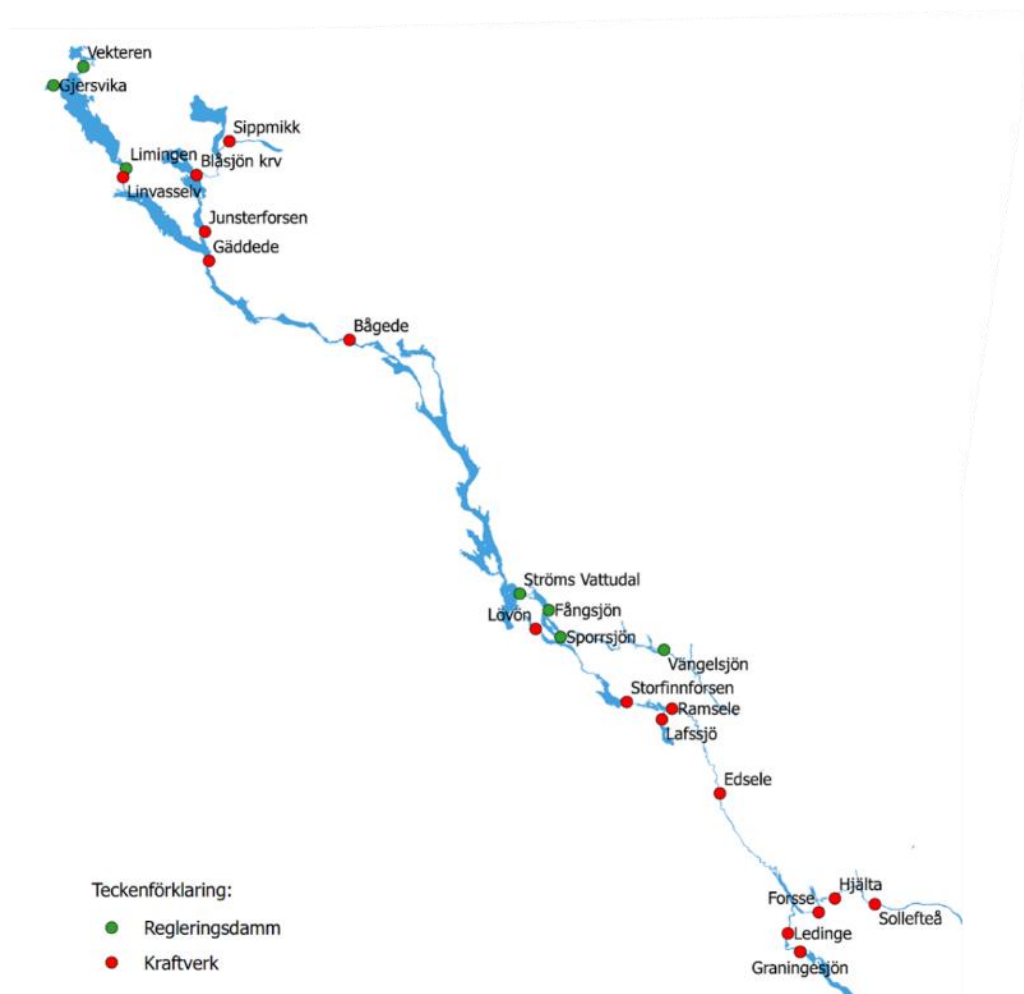 Vekteren
Gjersvika
Sippmikk
Limingen
Blåsjön krv
Linvasselv
Junsterforsen
Gäddede
Bågede
Ströms Vattudal
Fångsjön
Lövön
Sporrsjön
Vängelsjön
Storfinnforsen
Ramsele
Lafssjö
Edsele
Hjälta
Forsse
Sollefteå
Ledinge
Graningesjön
Teckenförklaring:
Regleringsdamm
Kraftverk